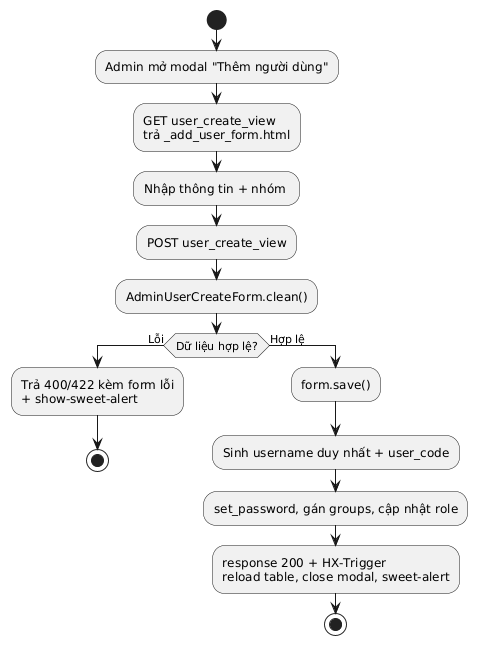 Admin mở modal "Thêm người dùng"
GET user_create_view
trả _add_user_form.html
Nhập thông tin + nhóm
POST user_create_view
AdminUserCreateForm.clean()
Lỗi
Dữ liệu hợp lệ?
Hợp lệ
Trả 400/422 kèm form lỗi
+ show-sweet-alert
form.save()
Sinh username duy nhất + user_code
set_password, gán groups, cập nhật role
response 200 + HX-Trigger
reload table, close modal, sweet-alert